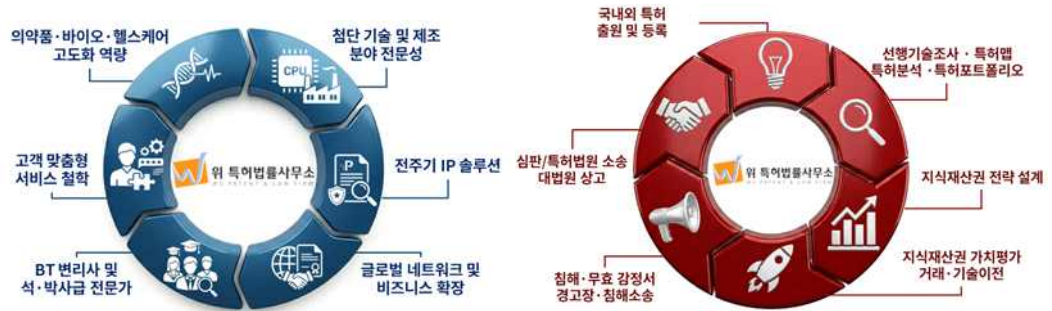 의약품·바이오·헬스케어
고도화 역량
첨단 기술 및 제조
분야 전문성
CPU
고객 맞춤형
서비스 철학
위 특허법률사무소
WE PATENT & LAW FIRM
P
전주기 IP 솔루션
BT 변리사 및
석·박사급 전문가
글로벌 네트워크 및
비즈니스 확장
국내외 특허
출원 및 등록
선행기술조사·특허맵
특허분석·특허포트폴리오
심판/특허법원 소송
대법원 상고
위 특허법률사무소
WE PATENT & LAW FIRM
지식재산권 전략 설계
침해·무효 감정서
경고장·침해소송
지식재산권 가치평가
거래·기술이전